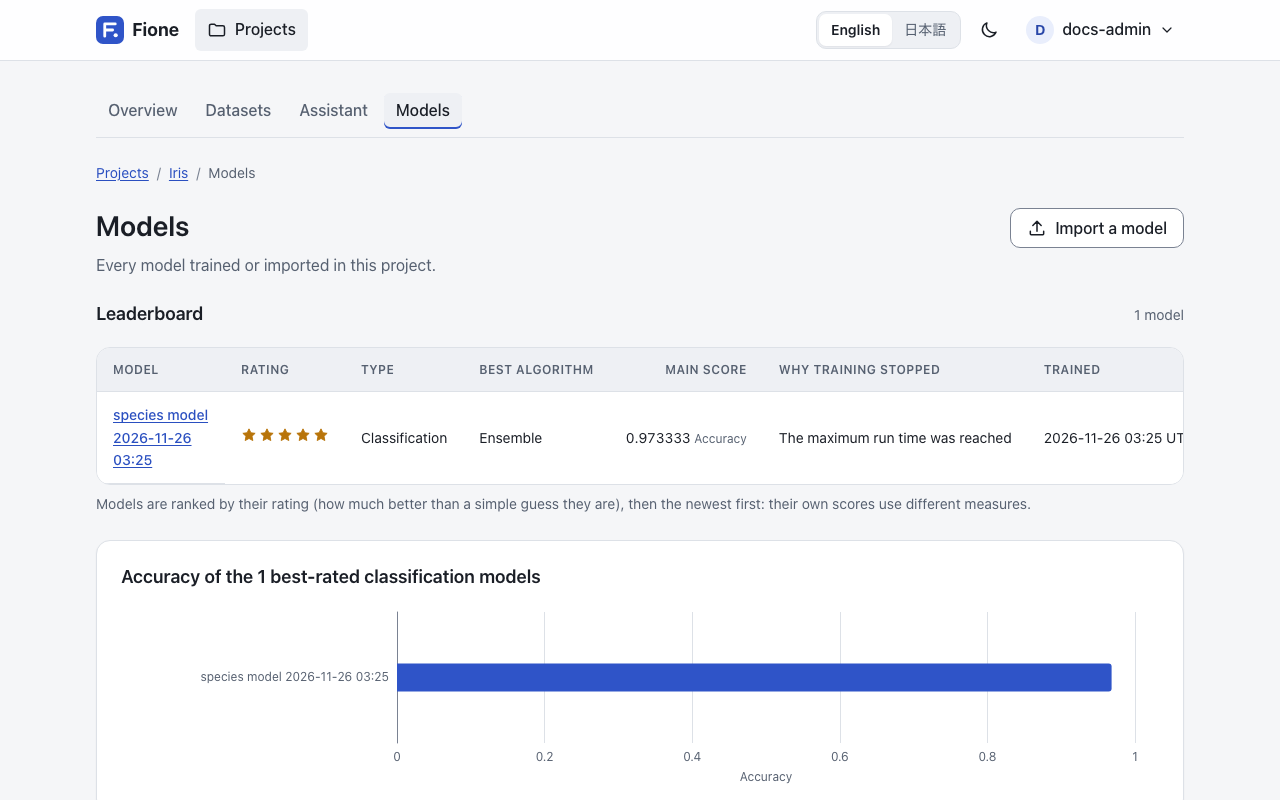 F. Fione
Projects
English
日本語
D docs-admin
Overview
Datasets
Assistant
Models
Projects / Iris / Models
Models
Import a model
Every model trained or imported in this project.
Leaderboard
1 model
MODEL RATING TYPE BEST ALGORITHM MAIN SCORE WHY TRAINING STOPPED TRAINED
species model
2026-11-26
03:25
Classification Ensemble 0.973333 Accuracy The maximum run time was reached 2026-11-26 03:25 UT
Models are ranked by their rating (how much better than a simple guess they are), then the newest first: their own scores use different measures.
Accuracy of the 1 best-rated classification models
species model 2026-11-26 03:25
0 0.2 0.4 0.6 0.8 1
Accuracy